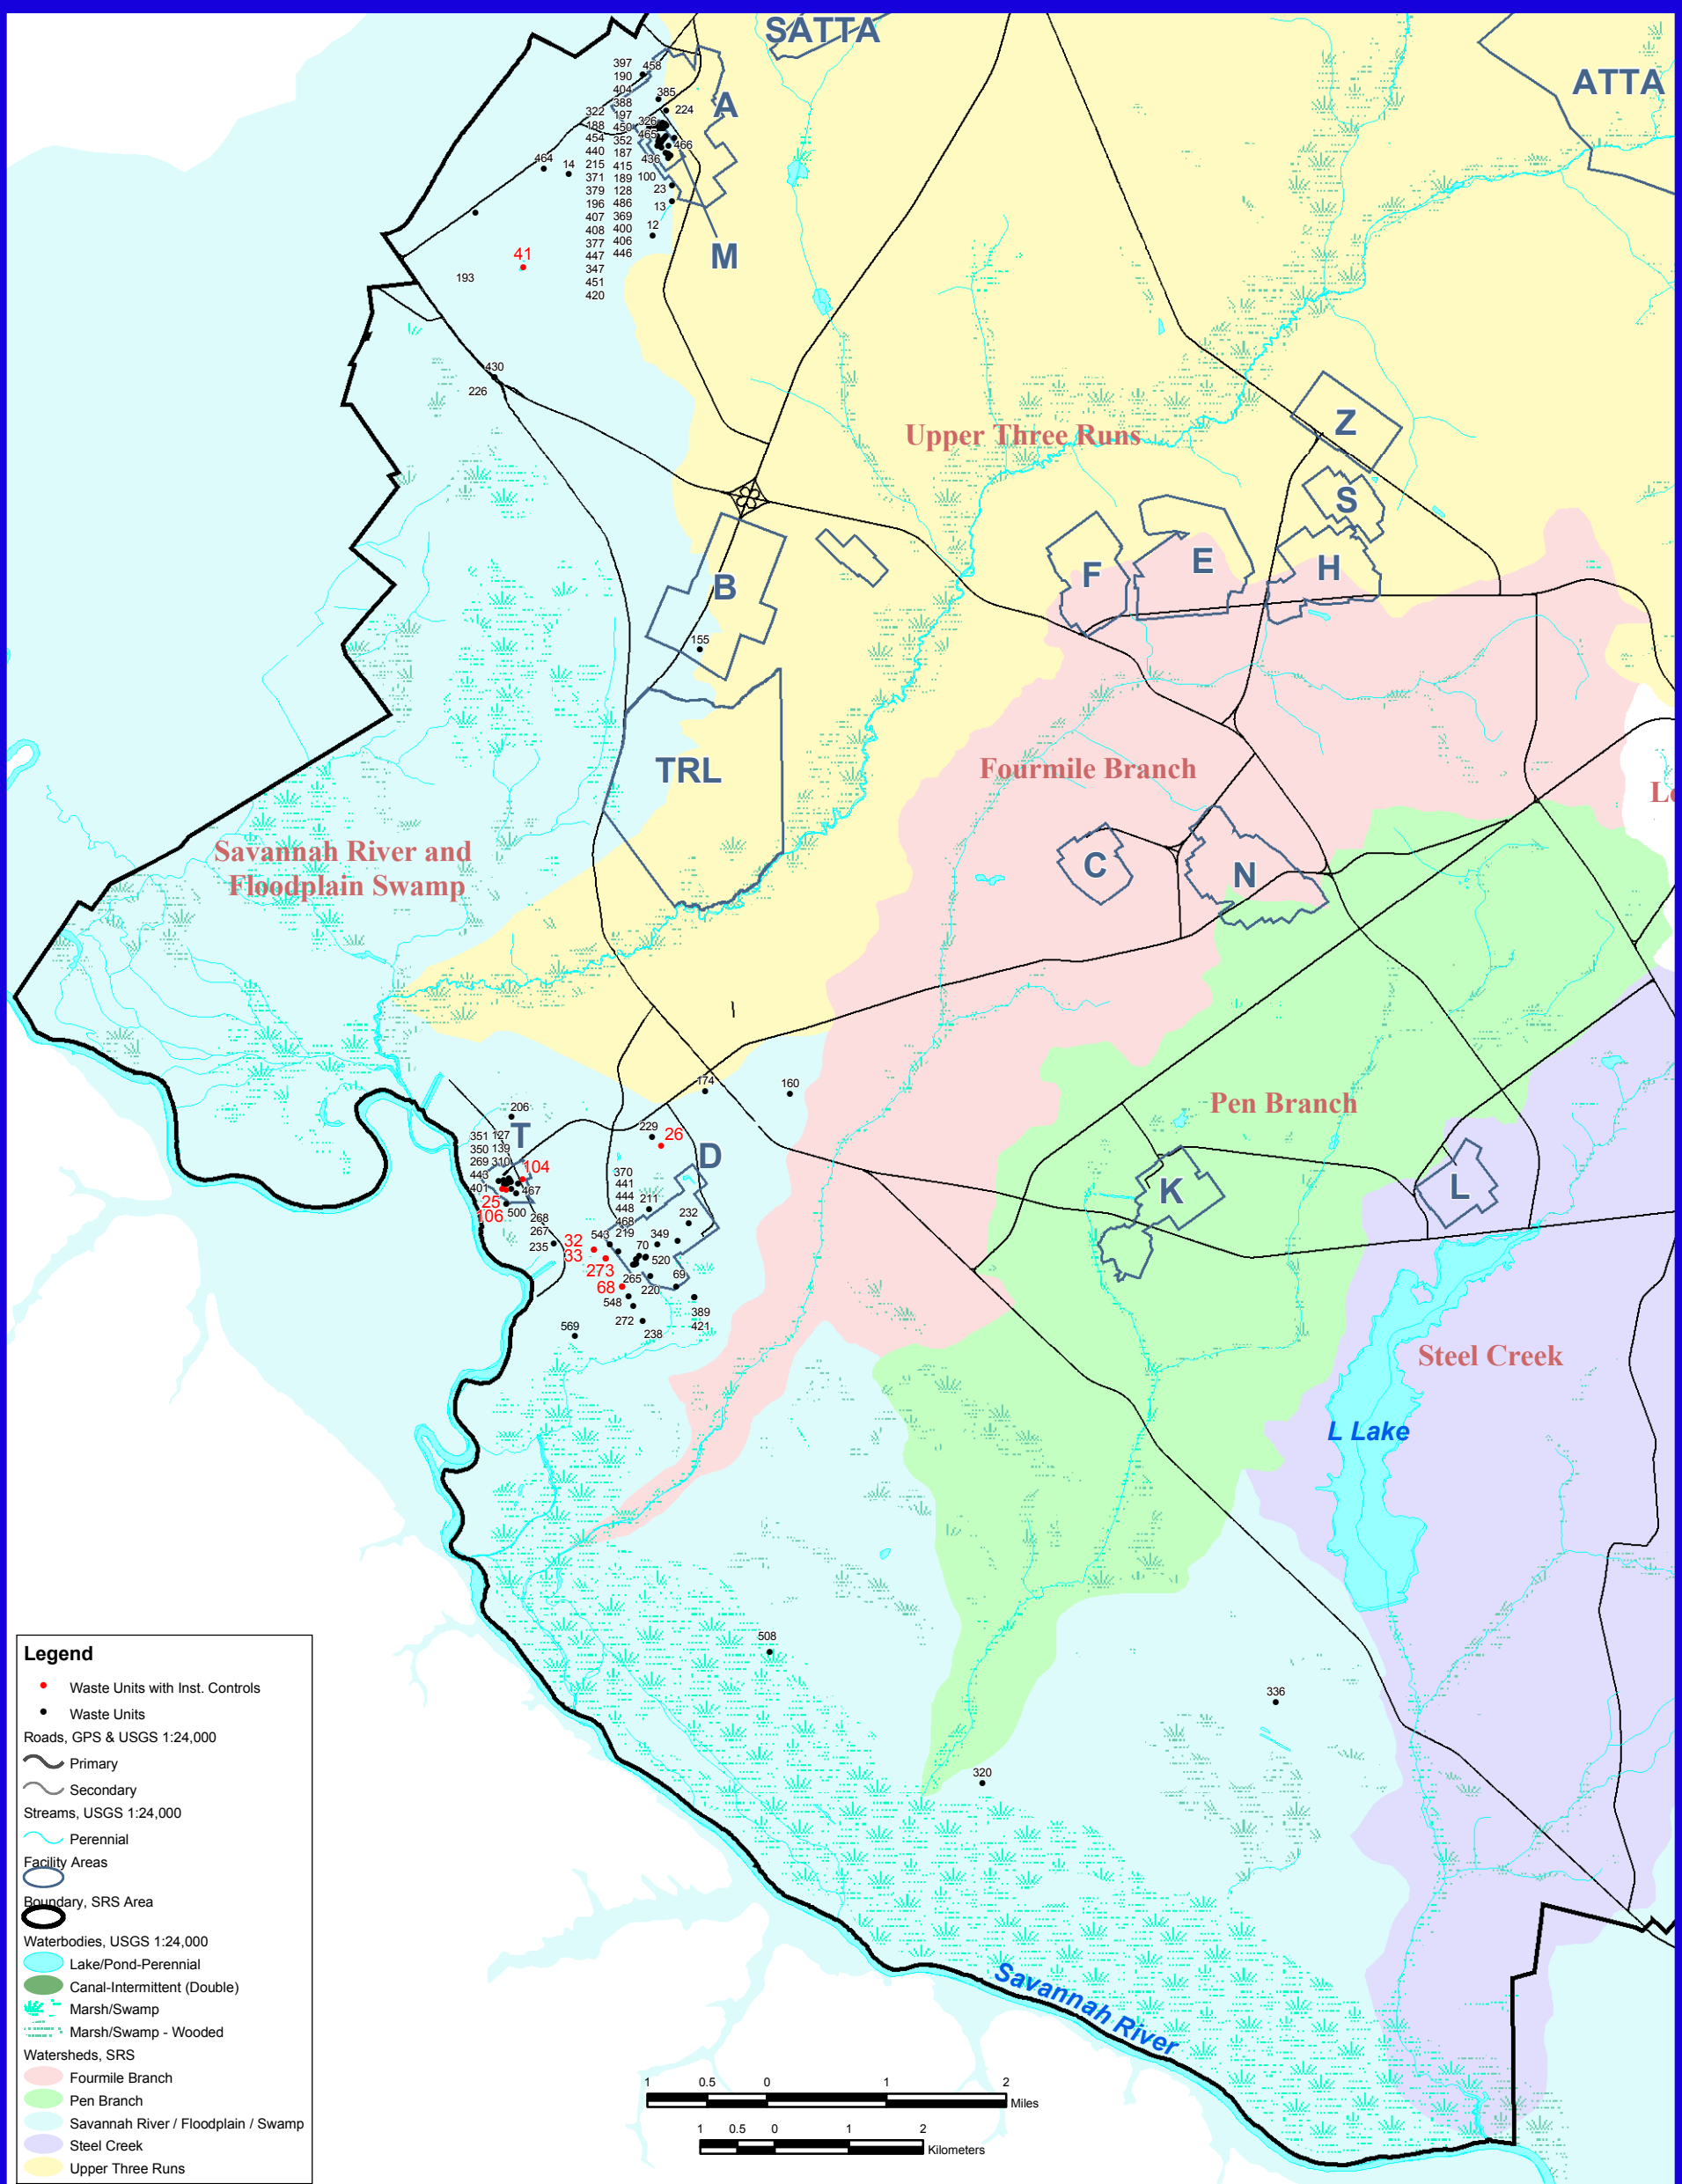 SATTA
ATTA
397
190
404
388
197
450
352
187
415
189
128
486
369
400
406
446
458
385
224
A
322
188
454
440
215
371
379
196
407
408
377
447
347
451
420
326
465
466
436
100
23
13
12
M
464
14
41
193
430
226
Z
Upper Three Runs
S
F
E
H
B
155
TRL
Fourmile Branch
Savannah River and
Floodplain Swamp
C
N
174
160
Pen Branch
206
T
351 127
350 139
269 310
443
401
104
467
25
106
500
268
267
235
229
26
D
370
441
444
448
468
219
211
232
32
33
543
273
68
70
349
520
265
220
69
548
272
238
389
421
569
K
L
Steel Creek
L Lake
508
336
320
Savannah River
Legend
Waste Units with Inst. Controls
Waste Units
Roads, GPS & USGS 1:24,000
Primary
Secondary
Streams, USGS 1:24,000
Perennial
Facility Areas
Boundary, SRS Area
Waterbodies, USGS 1:24,000
Lake/Pond-Perennial
Canal-Intermittent (Double)
Marsh/Swamp
Marsh/Swamp - Wooded
Watersheds, SRS
Fourmile Branch
Pen Branch
Savannah River / Floodplain / Swamp
Steel Creek
Upper Three Runs
1 0.5 0 1 2
Miles
1 0.5 0 1 2
Kilometers